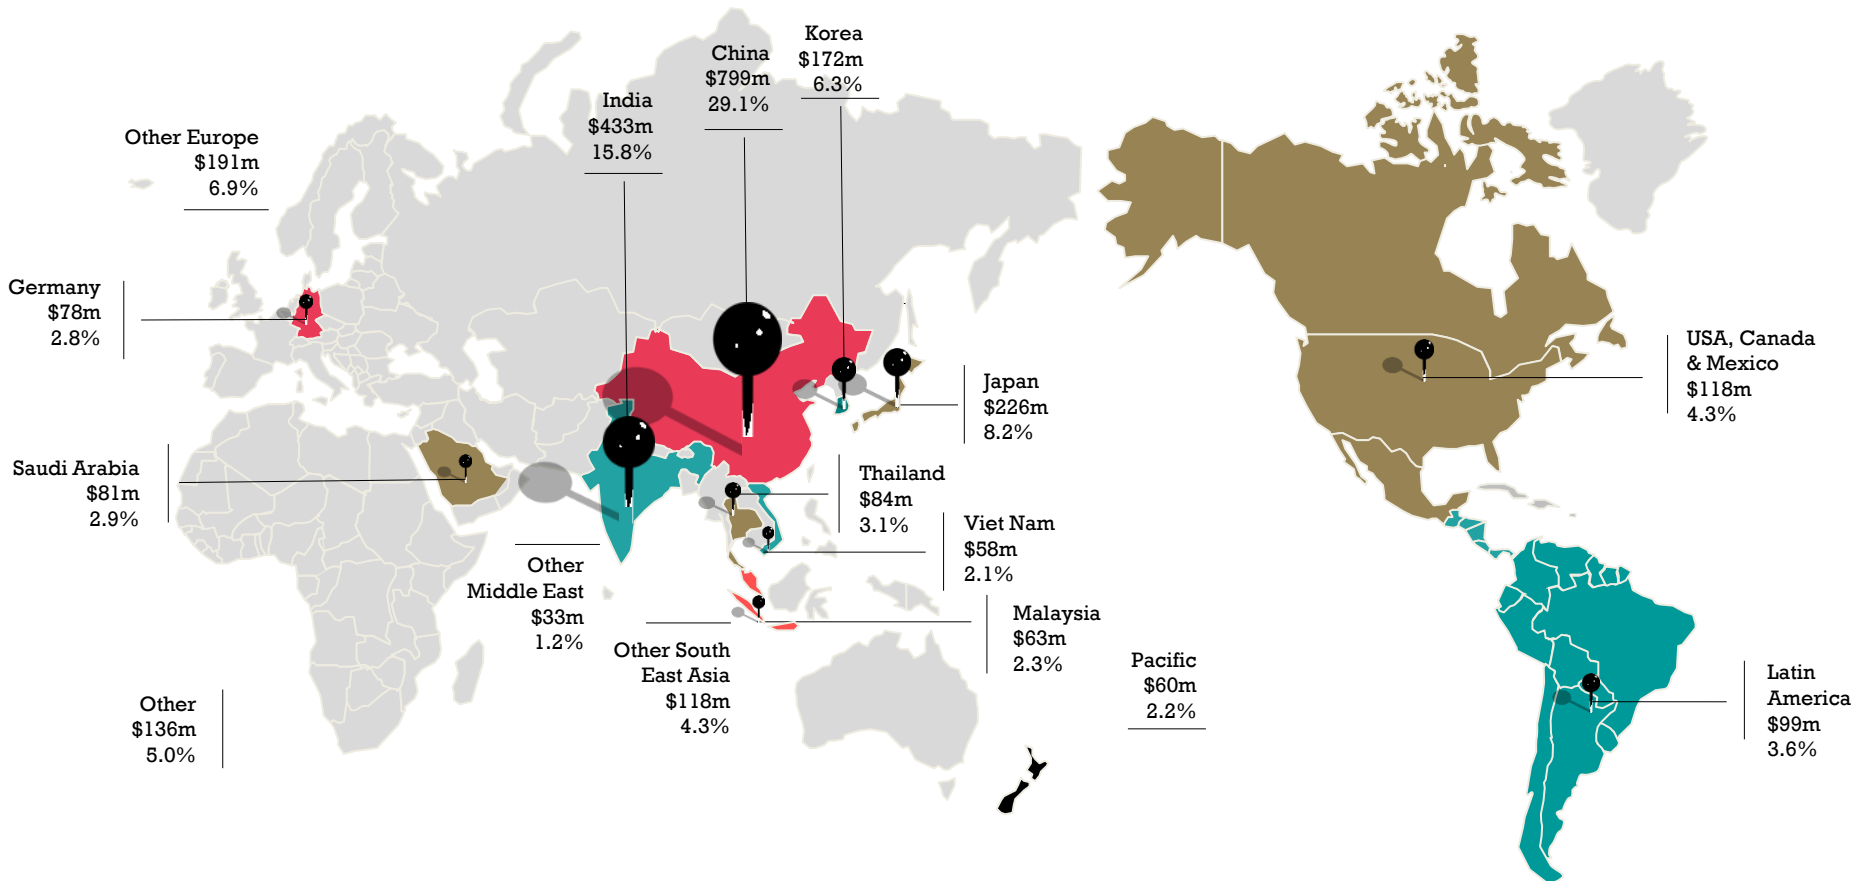 Korea
$172m
6.3%
China
$799m
29.1%
India
$433m
15.8%
Other Europe
$191m
6.9%
Germany
$78m
2.8%
USA, Canada
& Mexico
$118m
4.3%
Japan
$226m
8.2%
Saudi Arabia
$81m
2.9%
Thailand
$84m
3.1%
Viet Nam
$58m
2.1%
Other
Middle East
$33m
1.2%
Malaysia
$63m
2.3%
Other South
East Asia
$118m
4.3%
Pacific
$60m
2.2%
Latin
America
$99m
3.6%
Other
$136m
5.0%